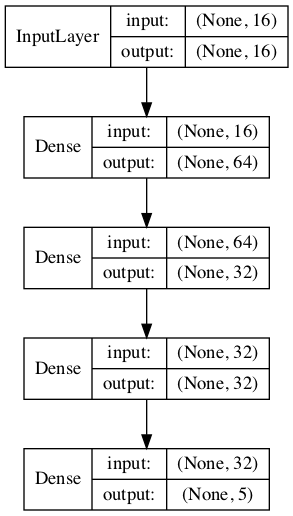 InputLayer
input: (None, 16)
output: (None, 16)
Dense
input: (None, 16)
output: (None, 64)
Dense
input: (None, 64)
output: (None, 32)
Dense
input: (None, 32)
output: (None, 32)
Dense
input: (None, 32)
output: (None, 5)